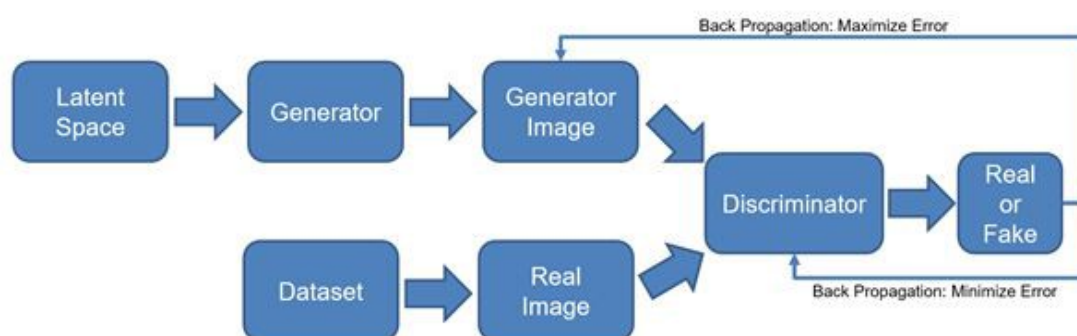 Back Propagation: Maximize Error
Latent
Space
Generator
Generator
Image
Discriminator
Real
or
Fake
Dataset
Real
Image
Back Propagation: Minimize Error